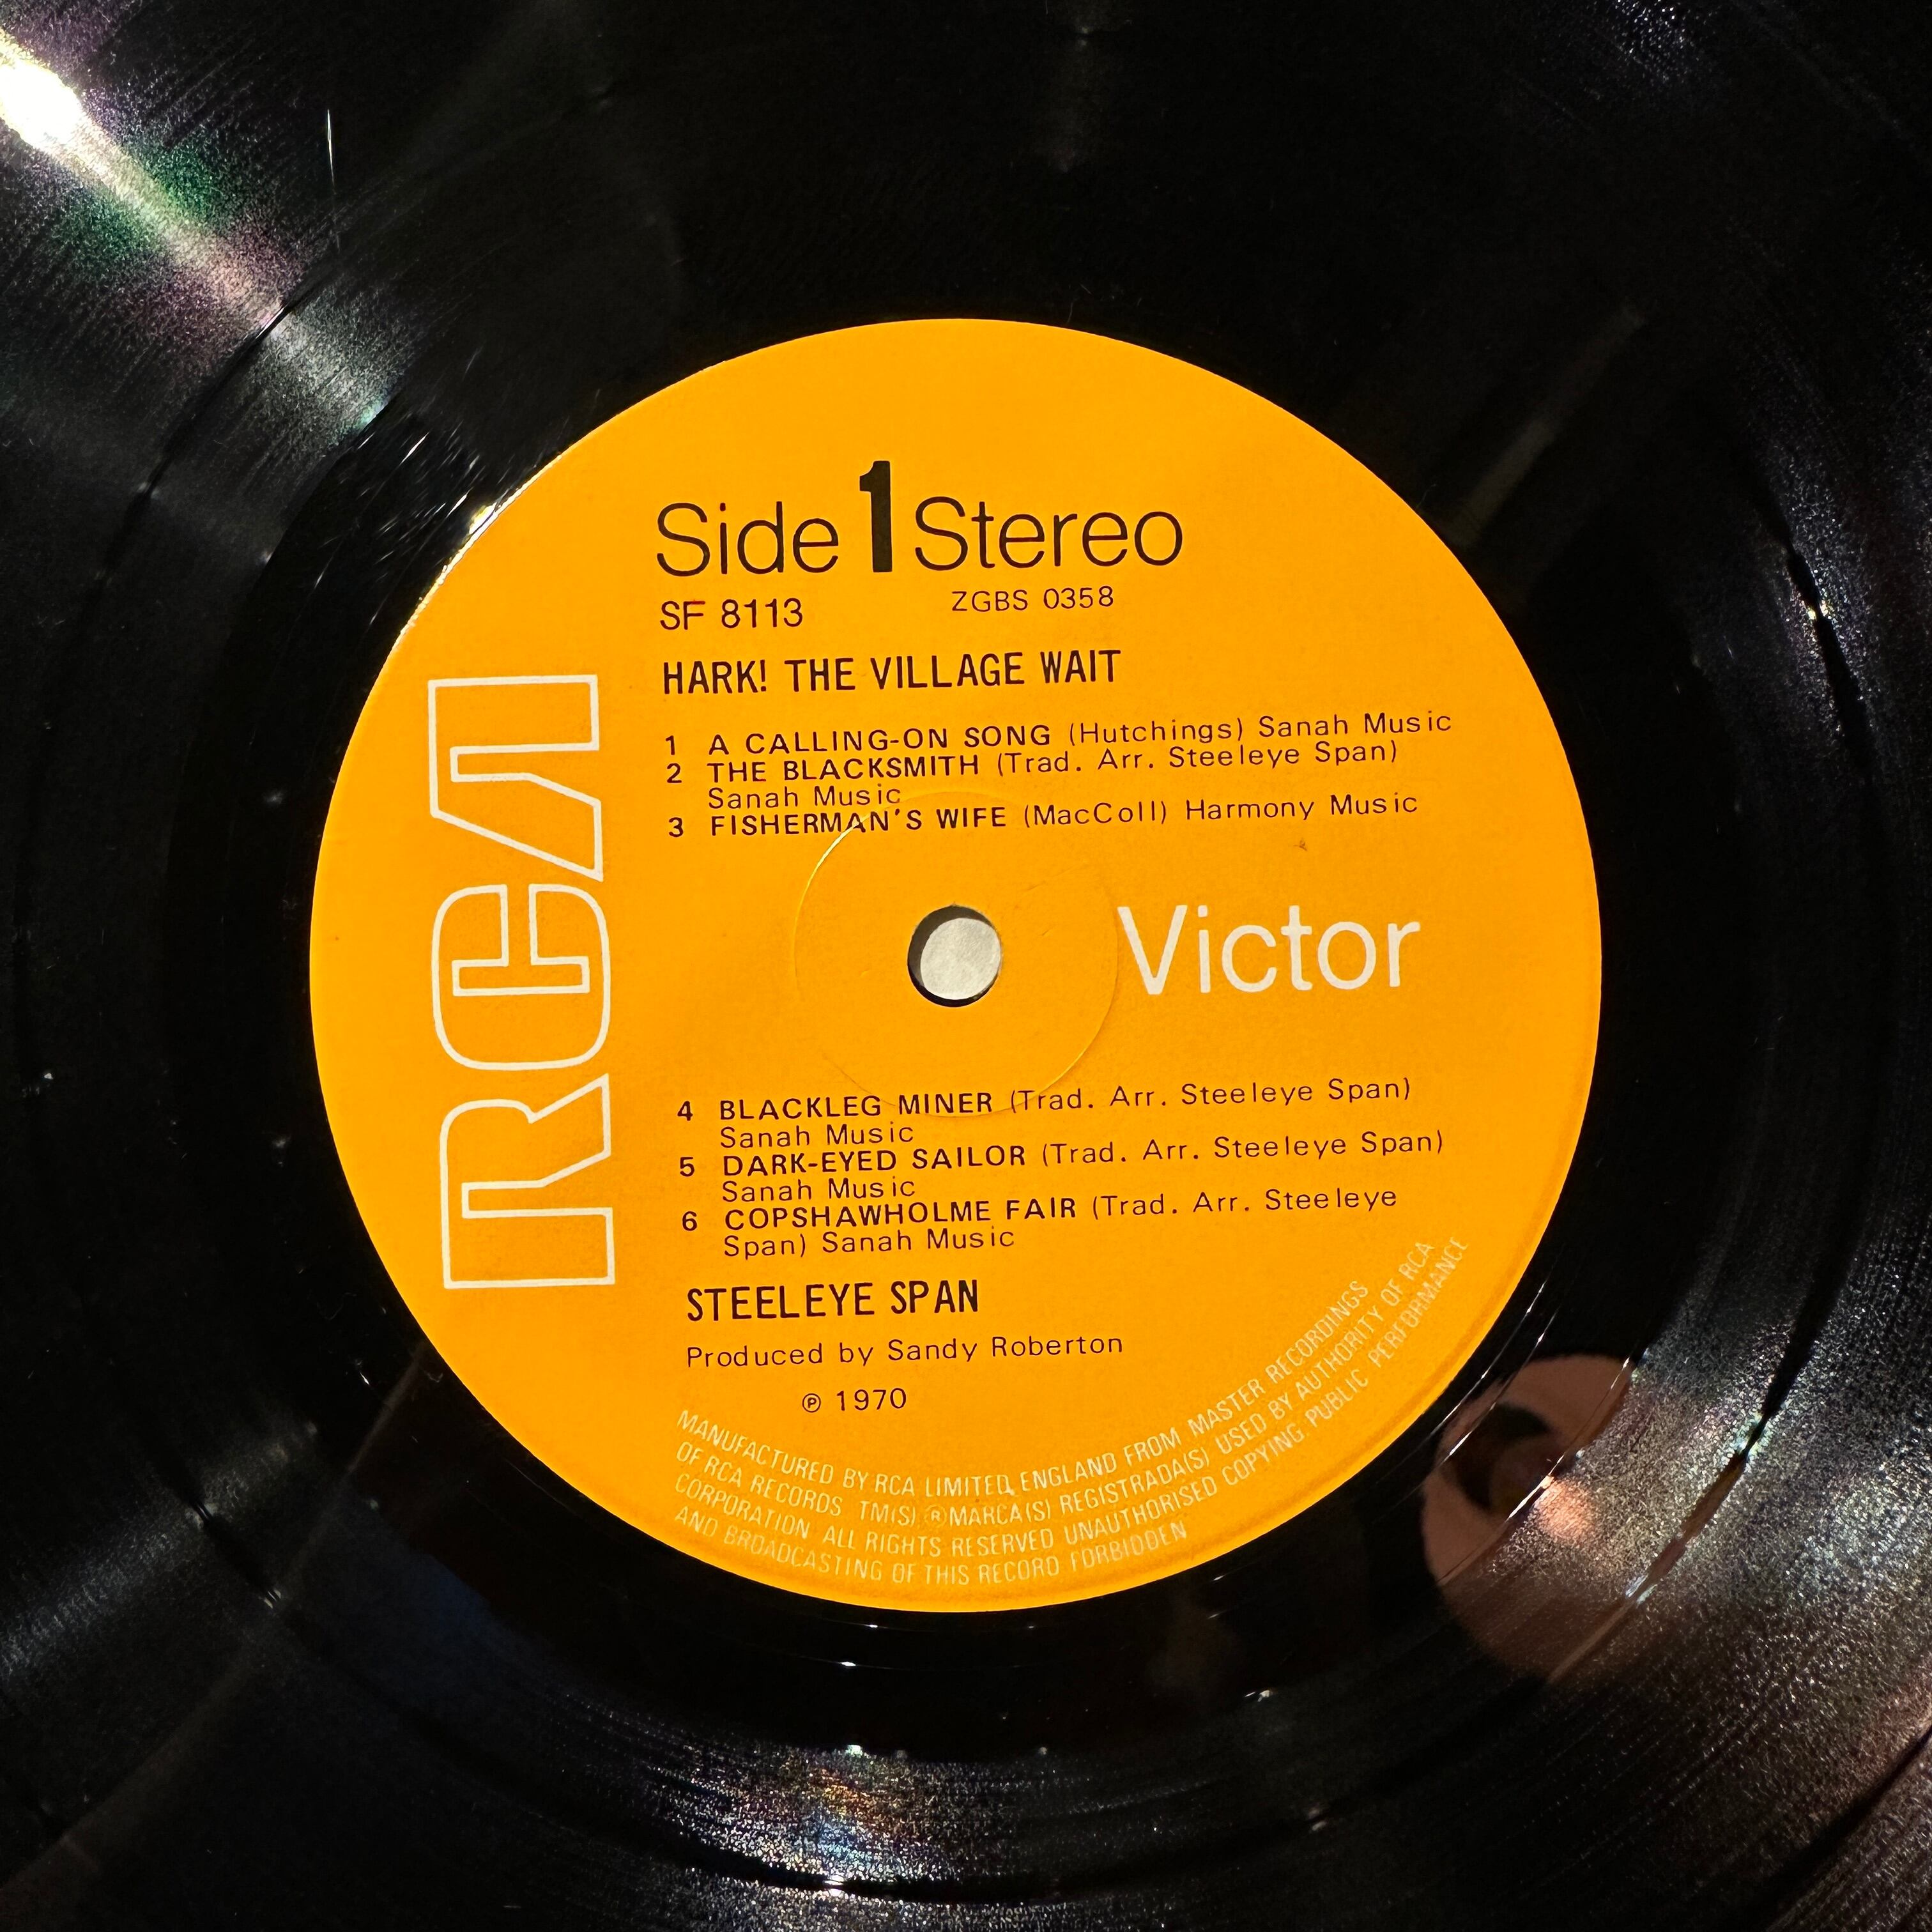 Side 1 Stereo
SF 8113 ZGBS 0358
HARK! THE VILLAGE WAIT
1 A CALLING-ON SONG (Hutchings) Sanah Music
2 THE BLACKSMITH (Trad. Arr. Steeleye Span)
Sanah Music
3 FISHERMAN'S WIFE (MacColl) Harmony Music
RCA
Victor
4 BLACKLEG MINER (Trad. Arr. Steeleye Span)
Sanah Music
5 DARK-EYED SAILOR (Trad. Arr. Steeleye Span)
Sanah Music
6 COPSHAWHOLME FAIR (Trad. Arr. Steeleye
Span) Sanah Music
STEELEYE SPAN
Produced by Sandy Roberton
℗ 1970
MANUFACTURED BY RCA LIMITED, ENGLAND FROM MASTER RECORDINGS
OF RCA RECORDS TM(S) ® MARCA(S) REGISTRADA(S) USED BY AUTHORITY OF RCA
CORPORATION ALL RIGHTS RESERVED UNAUTHORISED COPYING PUBLIC PERFORMANCE
AND BROADCASTING OF THIS RECORD FORBIDDEN